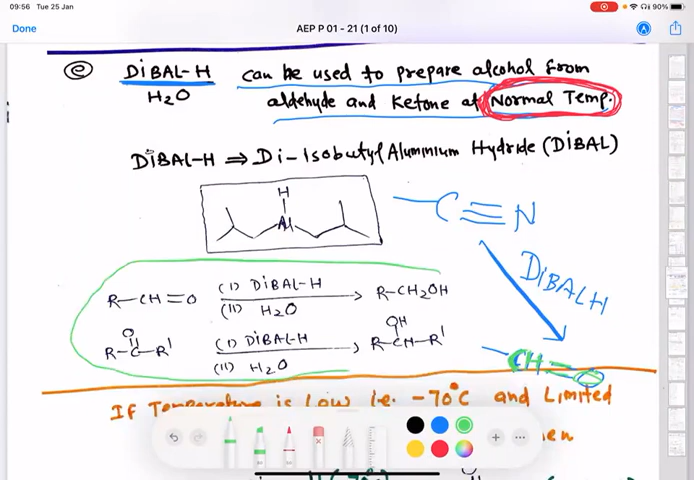 09:56 Tue 25 Jan
90%
Done
AEP P 01 - 21 (1 of 10)
e DiBAL-H can be used to prepare alcohol from
H2O aldehyde and Ketone at Normal Temp.
DiBAL-H ⇒ Di-IsobutylAluminium Hydride (DiBAL)
H
Al
—C≡N
DiBALH
R—CH=O (I) DiBAL-H (II) H2O → R-CH2OH
O OH
R-C-R' (I) DiBAL-H (II) H2O → R-CH-R'
—CH=O
If Temperature is Low i.e. -70°C and Limited